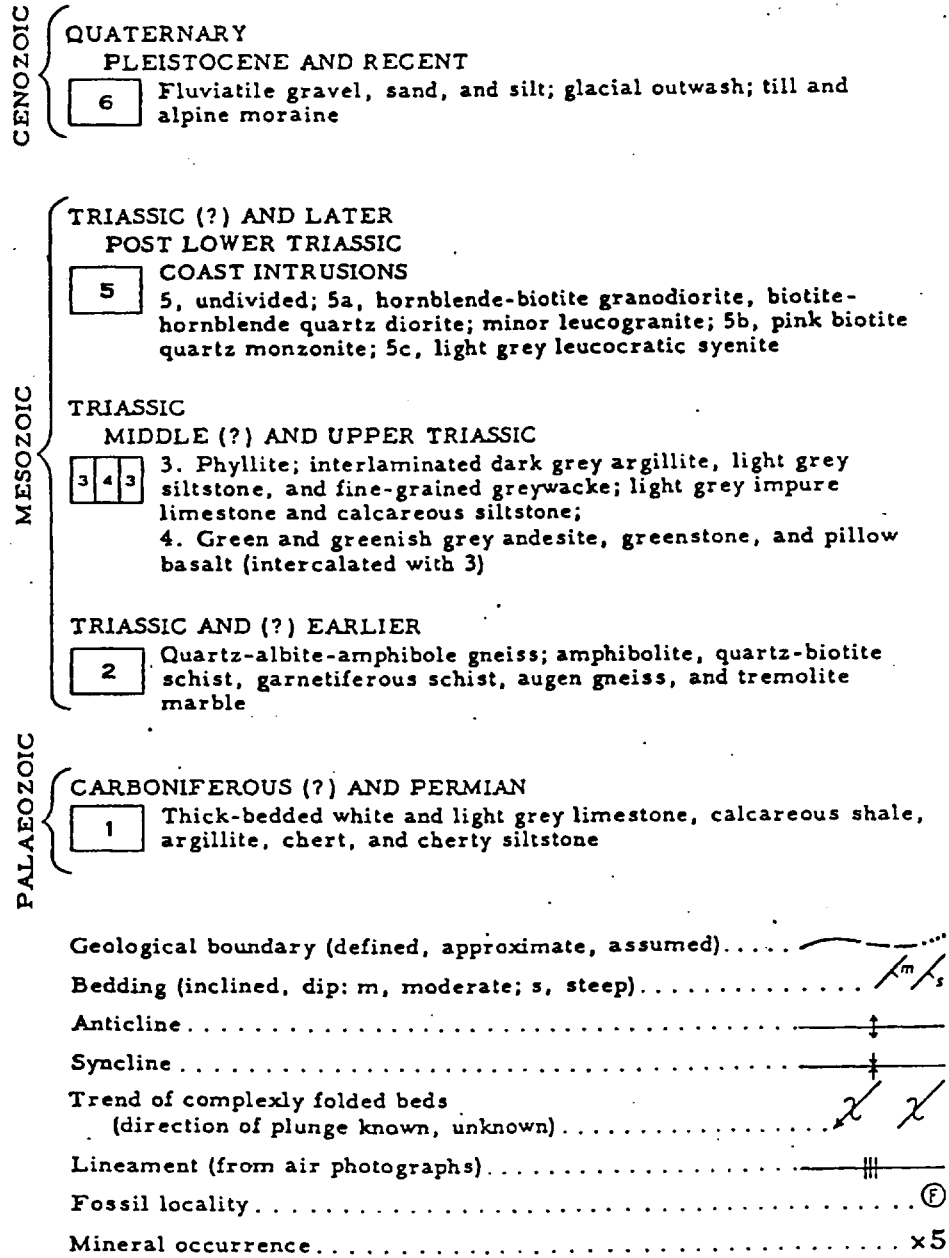 CENOZOIC
QUATERNARY
PLEISTOCENE AND RECENT
6
Fluviatile gravel, sand, and silt; glacial outwash; till and
alpine moraine
MESOZOIC
TRIASSIC (?) AND LATER
POST LOWER TRIASSIC
COAST INTRUSIONS
5
5, undivided; 5a, hornblende-biotite granodiorite, biotite-
hornblende quartz diorite; minor leucogranite; 5b, pink biotite
quartz monzonite; 5c, light grey leucocratic syenite
TRIASSIC
MIDDLE (?) AND UPPER TRIASSIC
3 4 3
3. Phyllite; interlaminated dark grey argillite, light grey
siltstone, and fine-grained greywacke; light grey impure
limestone and calcareous siltstone;
4. Green and greenish grey andesite, greenstone, and pillow
basalt (intercalated with 3)
TRIASSIC AND (?) EARLIER
2
Quartz-albite-amphibole gneiss; amphibolite, quartz-biotite
schist, garnetiferous schist, augen gneiss, and tremolite
marble
PALAEOZOIC
CARBONIFEROUS (?) AND PERMIAN
1
Thick-bedded white and light grey limestone, calcareous shale,
argillite, chert, and cherty siltstone
Geological boundary (defined, approximate, assumed).....
Bedding (inclined, dip: m, moderate; s, steep).............. m s
Anticline......................................
Syncline......................................
Trend of complexly folded beds
(direction of plunge known, unknown)................
Lineament (from air photographs)....................
Fossil locality........................................... F
Mineral occurrence..................................... x5